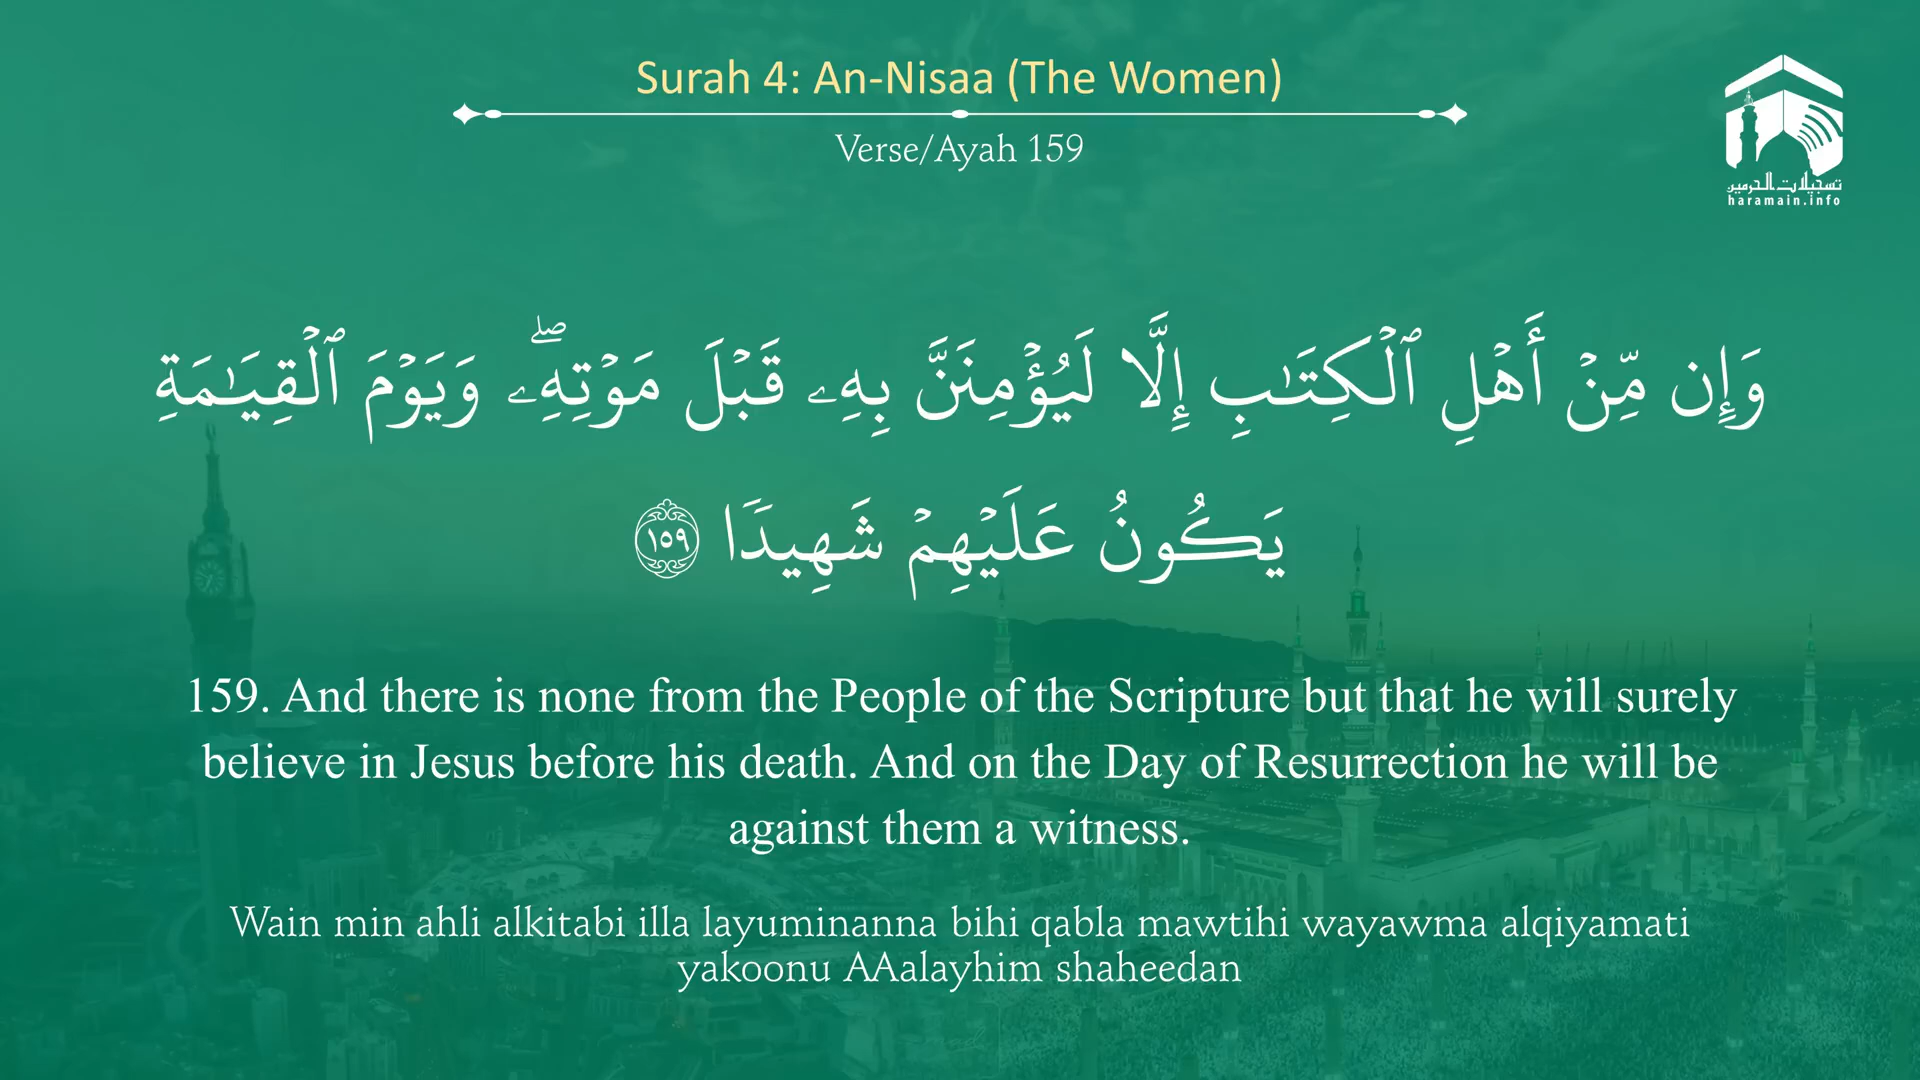 Surah 4: An-Nisaa (The Women)
Verse/Ayah 159
تسجيلات الحرمين
haramain.info
وَإِن مِّنۡ أَهۡلِ ٱلۡكِتَٰبِ إِلَّا لَيُؤۡمِنَنَّ بِهِۦ قَبۡلَ مَوۡتِهِۦۖ وَيَوۡمَ ٱلۡقِيَٰمَةِ
يَكُونُ عَلَيۡهِمۡ شَهِيدٗا ١٥٩
159. And there is none from the People of the Scripture but that he will surely
believe in Jesus before his death. And on the Day of Resurrection he will be
against them a witness.
Wain min ahli alkitabi illa layuminanna bihi qabla mawtihi wayawma alqiyamati
yakoonu AAalayhim shaheedan